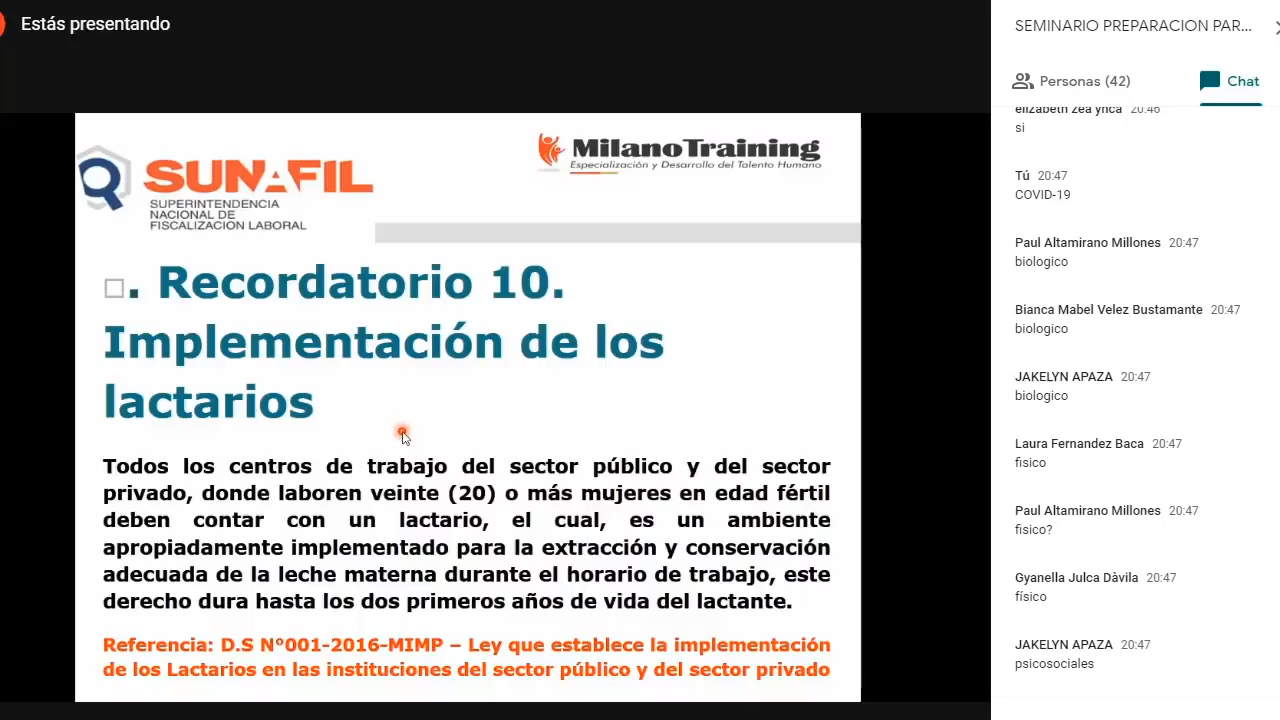 Estás presentando
SUNAFIL
SUPERINTENDENCIA
NACIONAL DE
FISCALIZACIÓN LABORAL
MilanoTraining
Especialización y Desarrollo del Talento Humano
. Recordatorio 10.
Implementación de los
lactarios
Todos los centros de trabajo del sector público y del sector
privado, donde laboren veinte (20) o más mujeres en edad fértil
deben contar con un lactario, el cual, es un ambiente
apropiadamente implementado para la extracción y conservación
adecuada de la leche materna durante el horario de trabajo, este
derecho dura hasta los dos primeros años de vida del lactante.
Referencia: D.S N°001-2016-MIMP – Ley que establece la implementación
de los Lactarios en las instituciones del sector público y del sector privado
SEMINARIO PREPARACION PAR...
Personas (42)
Chat
elizabeth zea ynca 20:46
si
Tú 20:47
COVID-19
Paul Altamirano Millones 20:47
biologico
Bianca Mabel Velez Bustamante 20:47
biologico
JAKELYN APAZA 20:47
biologico
Laura Fernandez Baca 20:47
fisico
Paul Altamirano Millones 20:47
fisico?
Gyanella Julca Dàvila 20:47
físico
JAKELYN APAZA 20:47
psicosociales